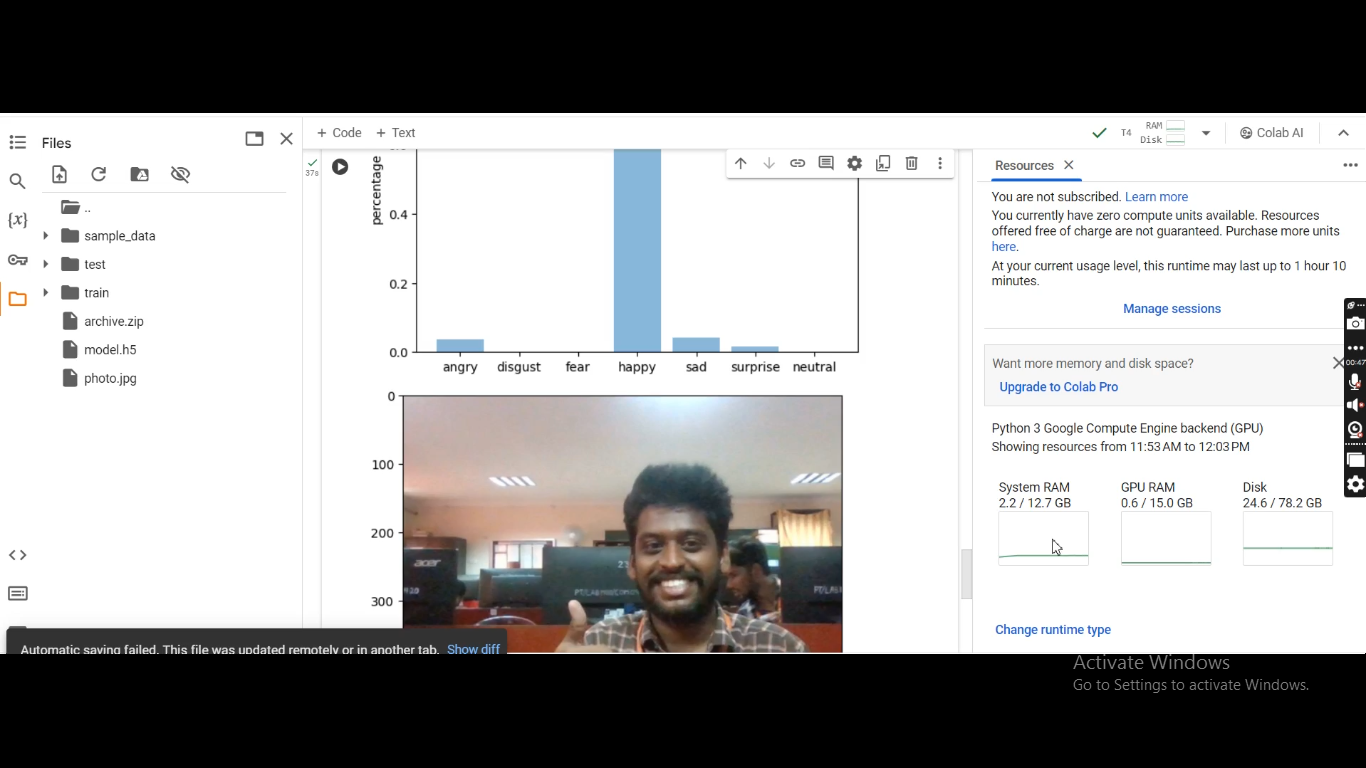 Files
+ Code + Text
T4
RAM
Disk
Colab AI
37s
sample_data
test
train
archive.zip
model.h5
photo.jpg
percentage
0.4
0.2
0.0
angry disgust fear happy sad surprise neutral
0
100
200
300
acer
Resources
You are not subscribed. Learn more
You currently have zero compute units available. Resources
offered free of charge are not guaranteed. Purchase more units
here.
At your current usage level, this runtime may last up to 1 hour 10
minutes.
Manage sessions
Want more memory and disk space?
Upgrade to Colab Pro
00:47
Python 3 Google Compute Engine backend (GPU)
Showing resources from 11:53 AM to 12:03 PM
System RAM
2.2 / 12.7 GB
GPU RAM
0.6 / 15.0 GB
Disk
24.6 / 78.2 GB
Change runtime type
Automatic saving failed. This file was updated remotely or in another tab. Show diff
Activate Windows
Go to Settings to activate Windows.